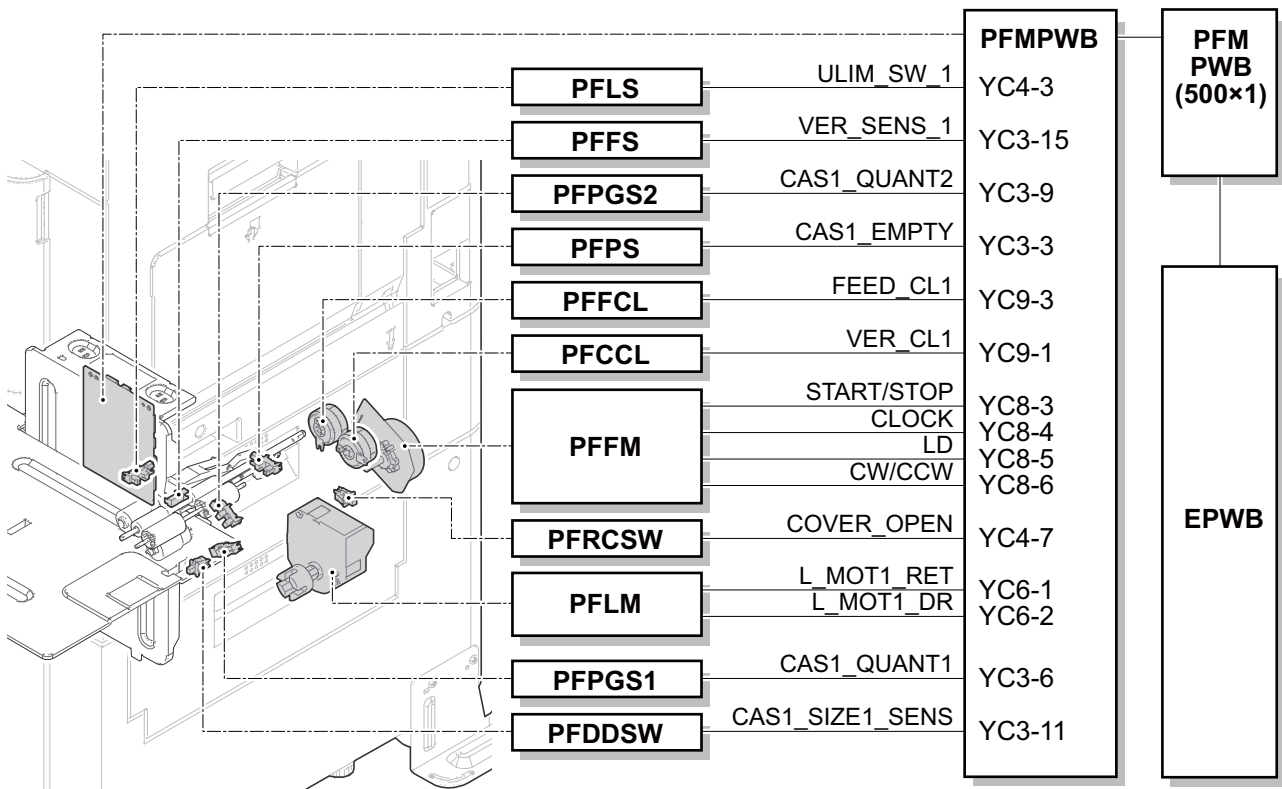 PFMPWB
PFM
PWB
(500×1)
PFLS
ULIM_SW_1
YC4-3
PFFS
VER_SENS_1
YC3-15
PFPGS2
CAS1_QUANT2
YC3-9
PFPS
CAS1_EMPTY
YC3-3
PFFCL
FEED_CL1
YC9-3
PFCCL
VER_CL1
YC9-1
PFFM
START/STOP
YC8-3
CLOCK
YC8-4
LD
YC8-5
CW/CCW
YC8-6
EPWB
PFRCSW
COVER_OPEN
YC4-7
PFLM
L_MOT1_RET
YC6-1
L_MOT1_DR
YC6-2
PFPGS1
CAS1_QUANT1
YC3-6
PFDDSW
CAS1_SIZE1_SENS
YC3-11